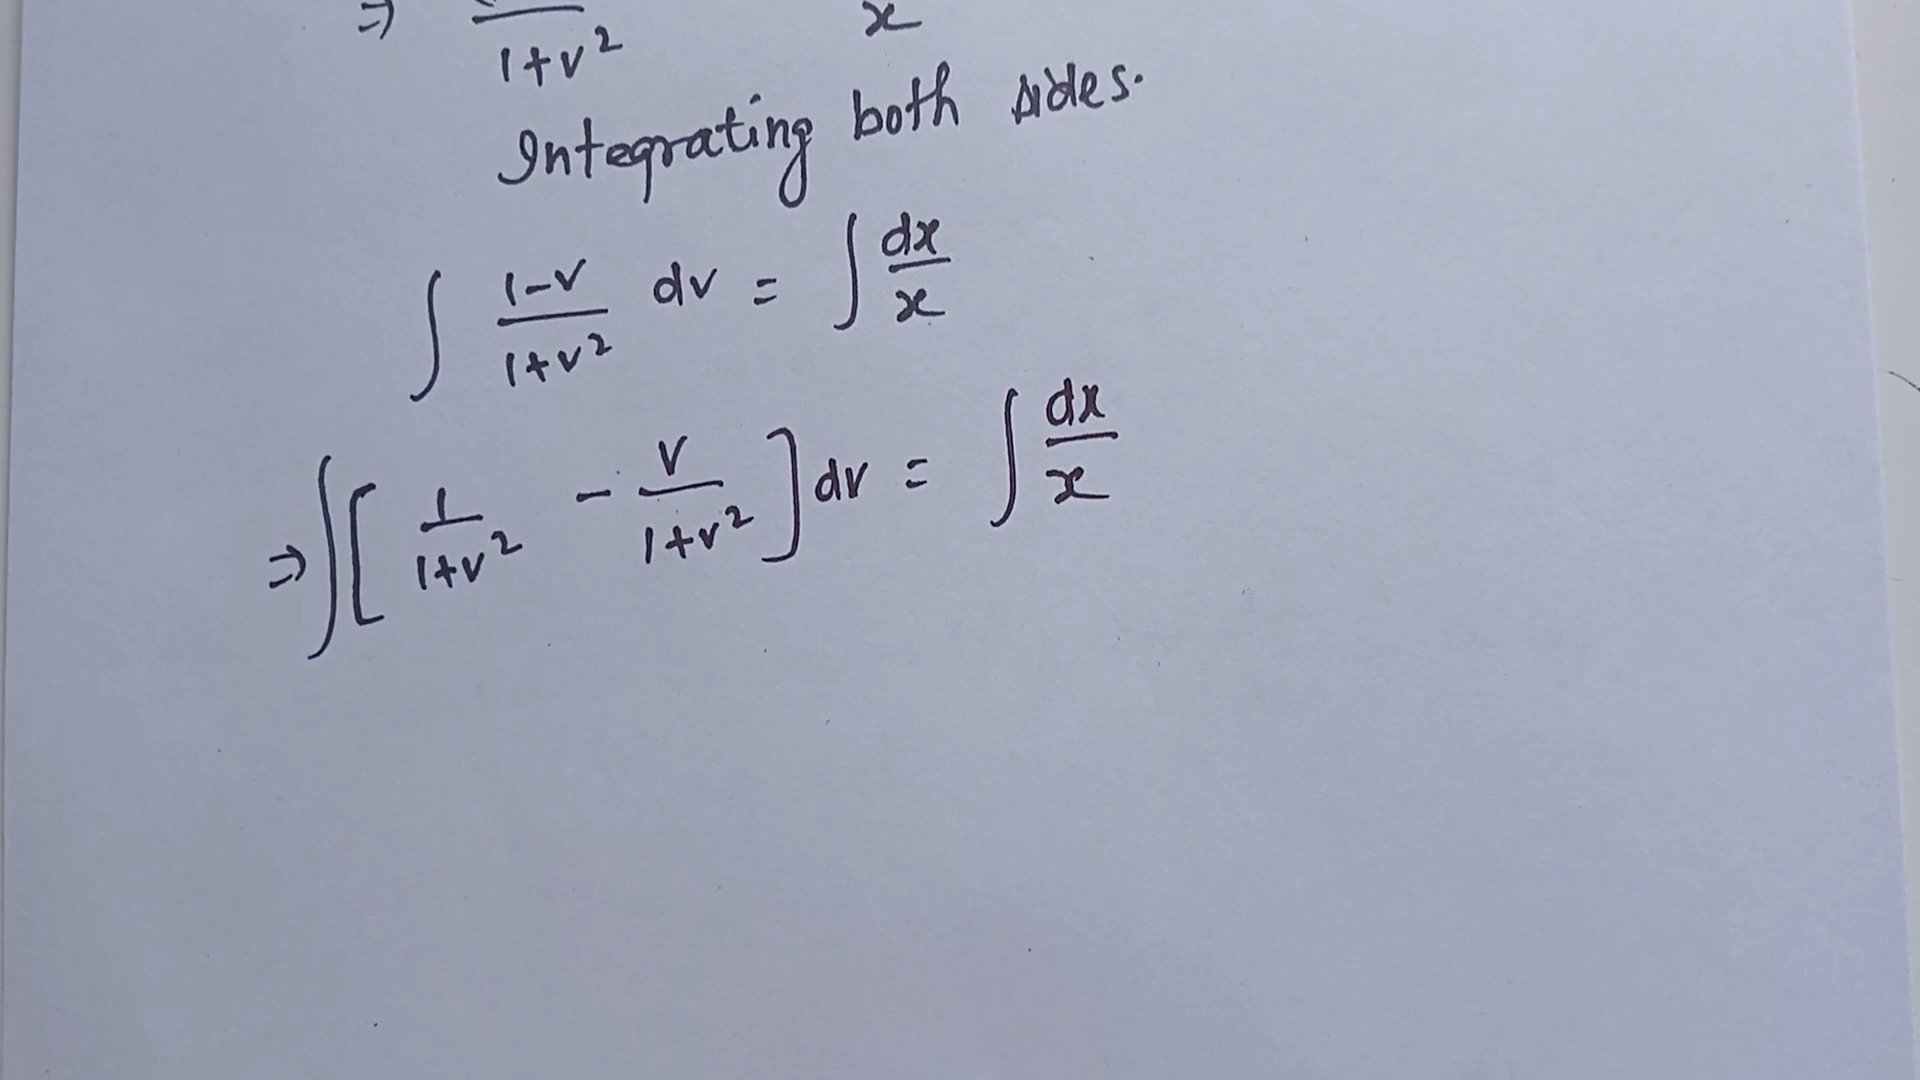 ⇒ / 1+v² x
Integrating both sides.
∫ (1-v)/(1+v²) dv = ∫ dx/x
⇒ ∫ [ 1/(1+v²) - v/(1+v²) ] dv = ∫ dx/x